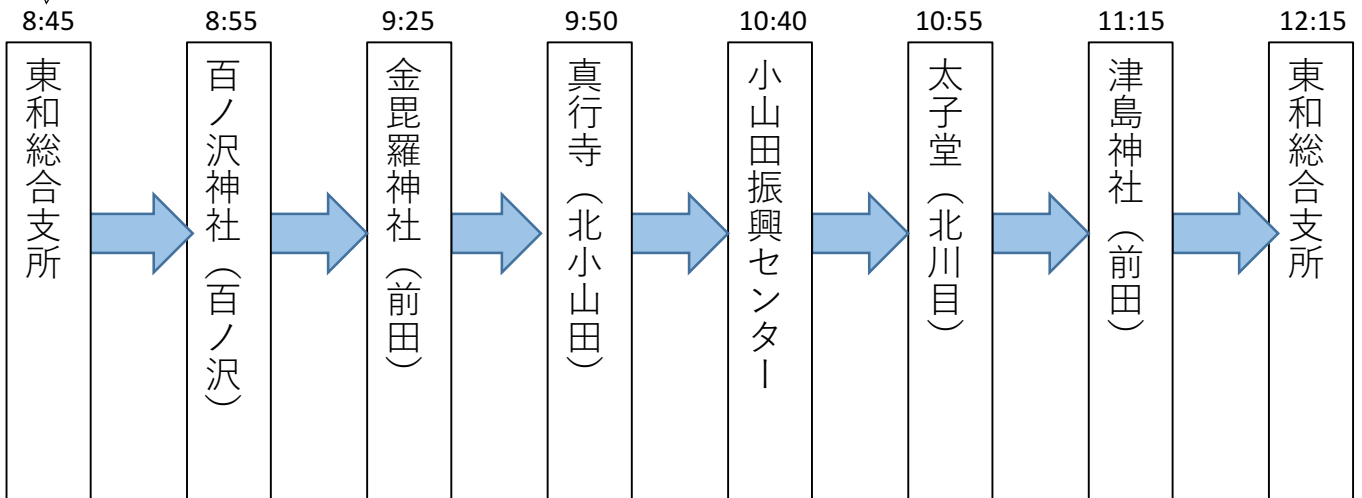 8:45
東和総合支所
8:55
百ノ沢神社（百ノ沢）
9:25
金毘羅神社（前田）
9:50
真行寺（北小山田）
10:40
小山田振興センター
10:55
太子堂（北川目）
11:15
津島神社（前田）
12:15
東和総合支所